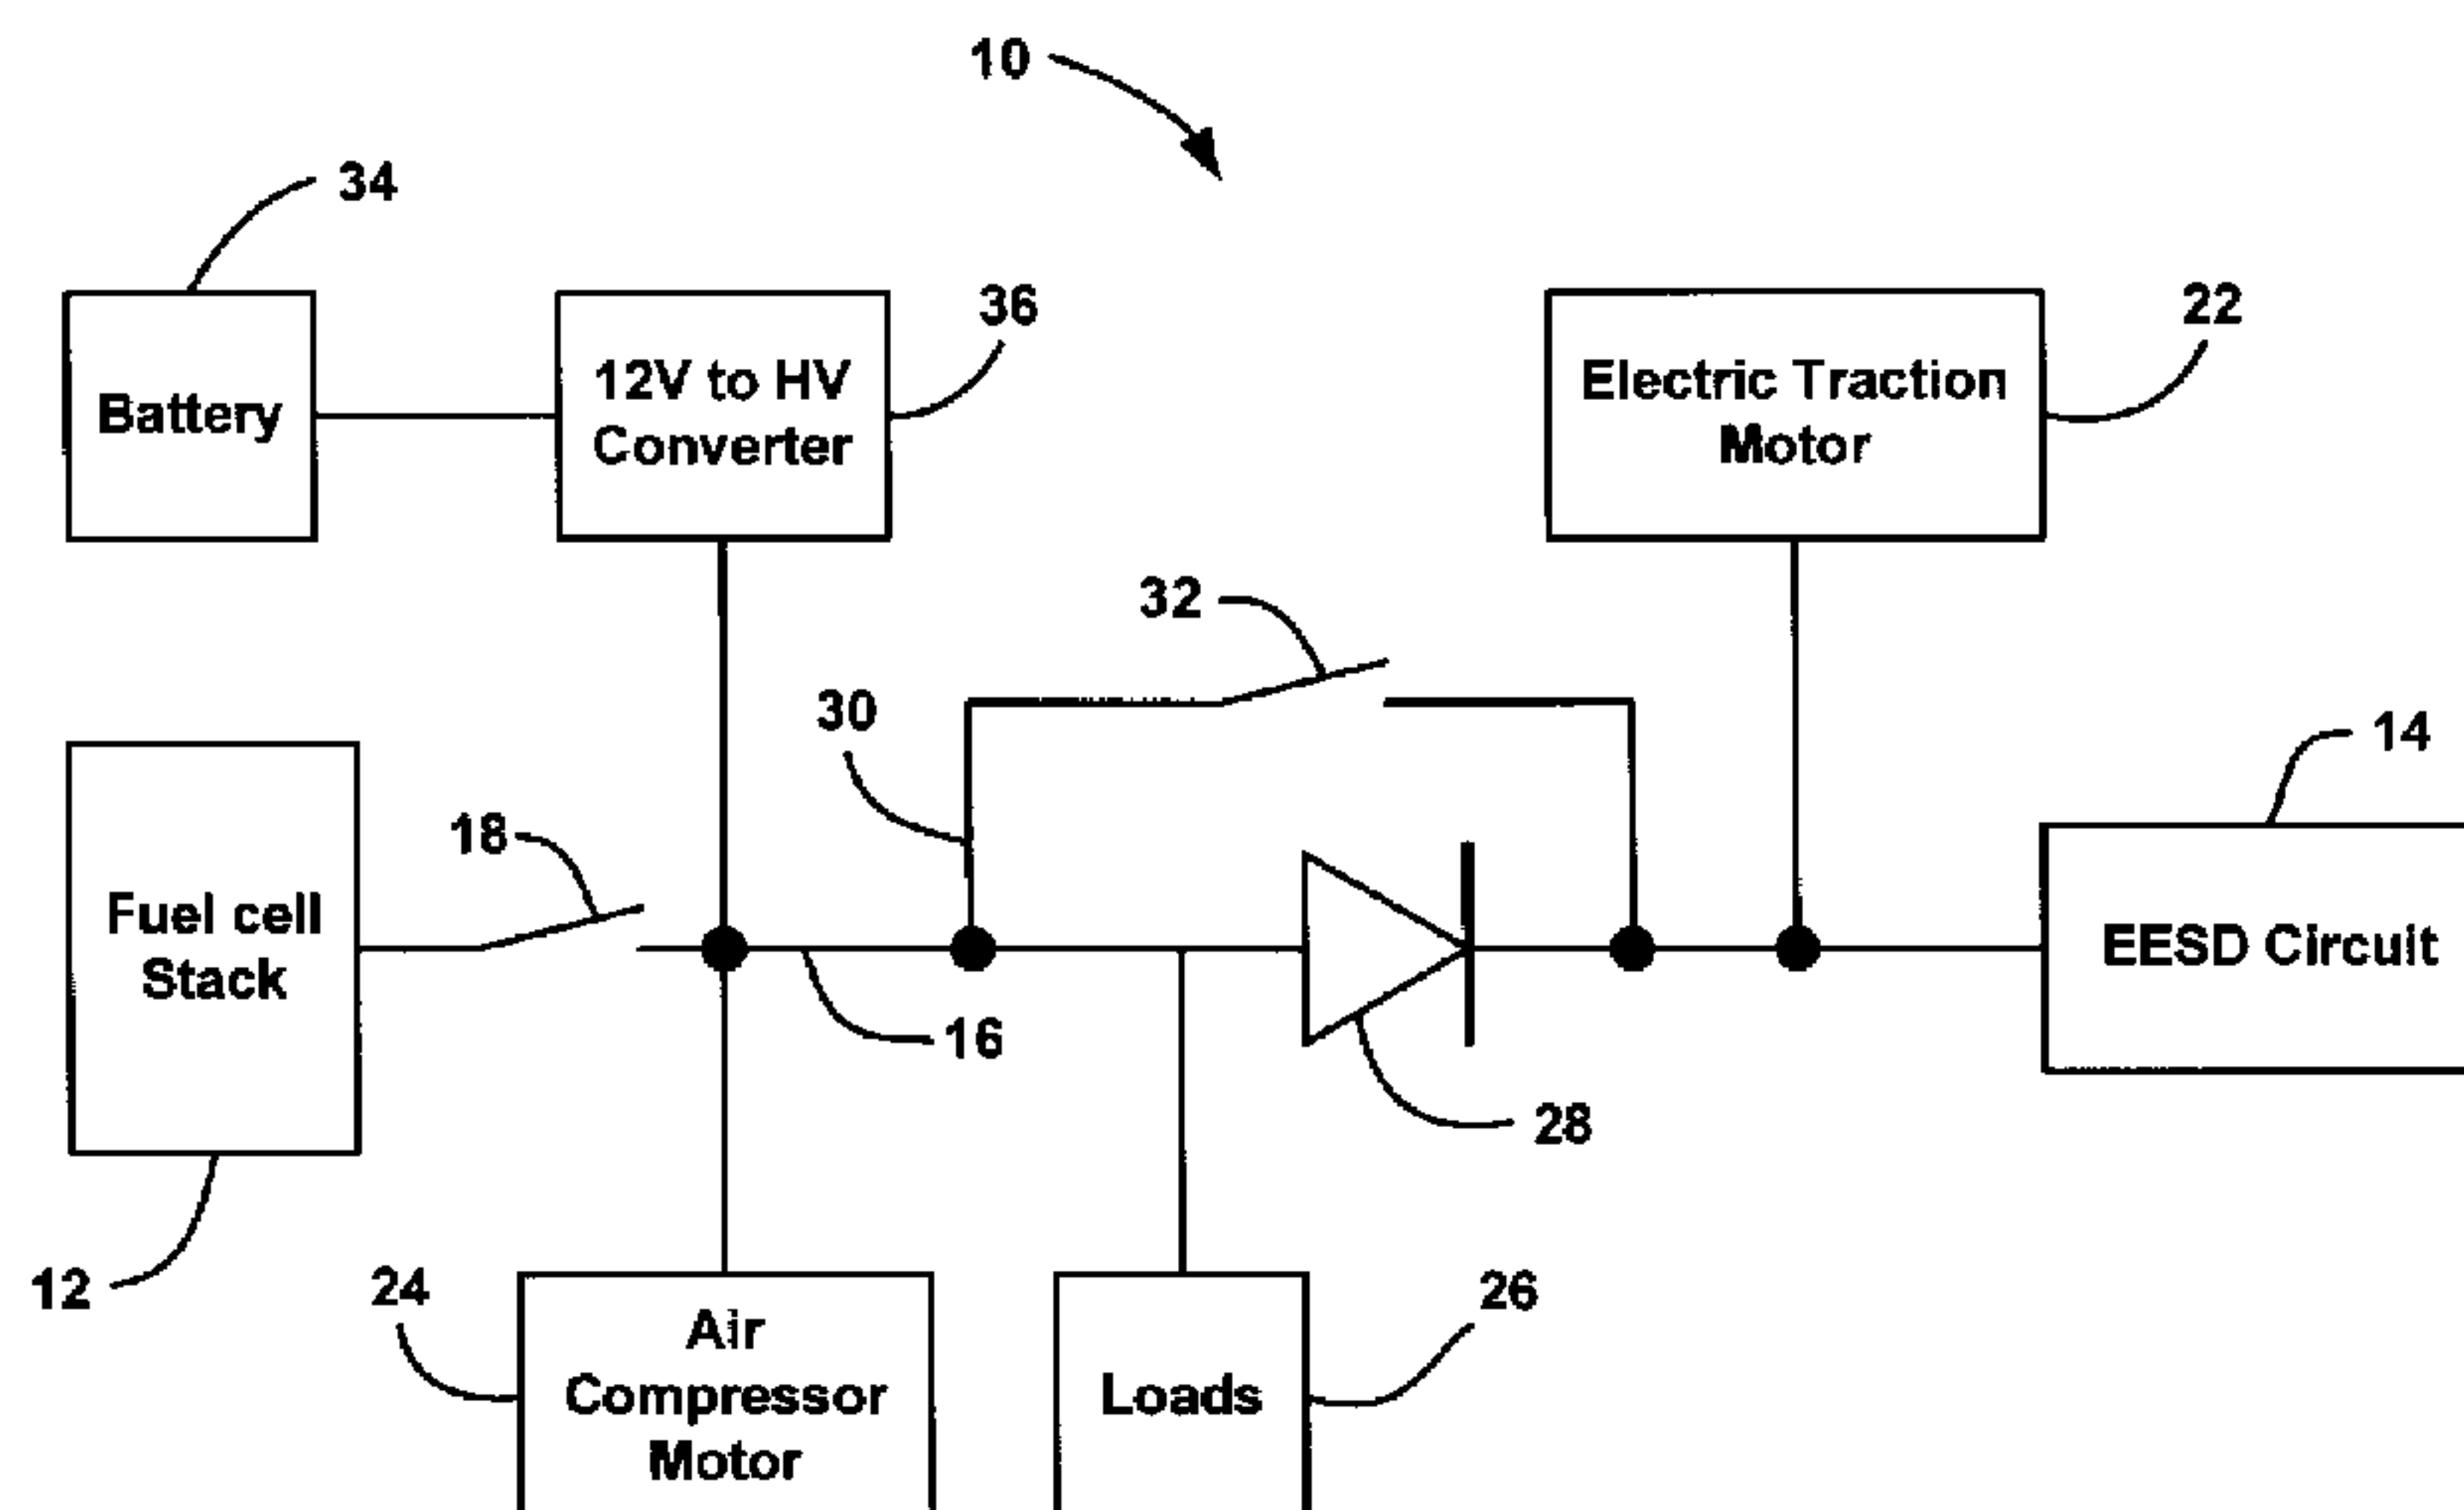 10
34
36
22
Battery
12V to HV
Converter
Electric Traction
Motor
32
30
14
18
Fuel cell
Stack
EESD Circuit
16
28
12
24
26
Air
Compressor
Motor
Loads